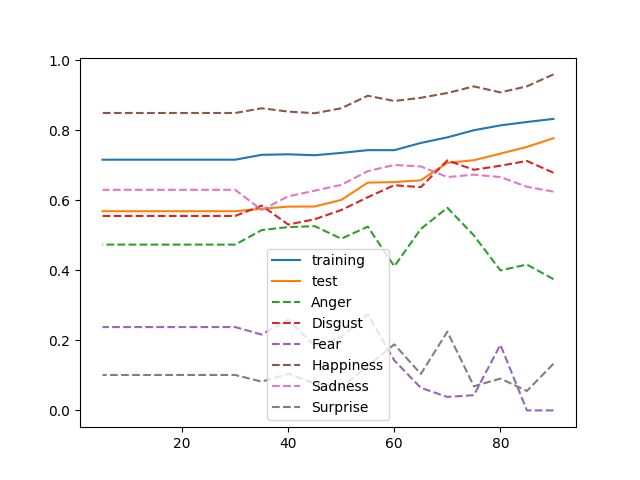 1.0
0.8
0.6
0.4
0.2
0.0
training
test
Anger
Disgust
Fear
Happiness
Sadness
Surprise
20 40 60 80